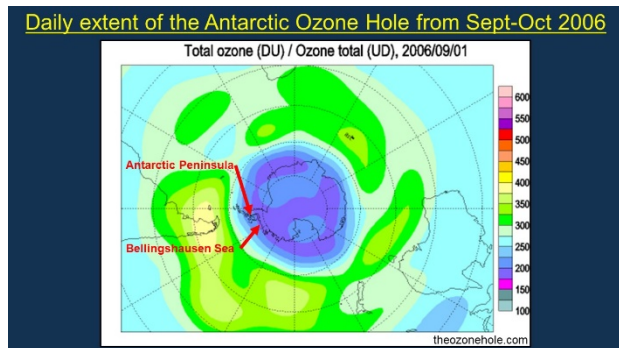 Daily extent of the Antarctic Ozone Hole from Sept-Oct 2006
Total ozone (DU) / Ozone total (UD), 2006/09/01
Antarctic Peninsula
Bellingshausen Sea
600
550
500
450
400
350
300
250
200
150
100
theozonehole.com